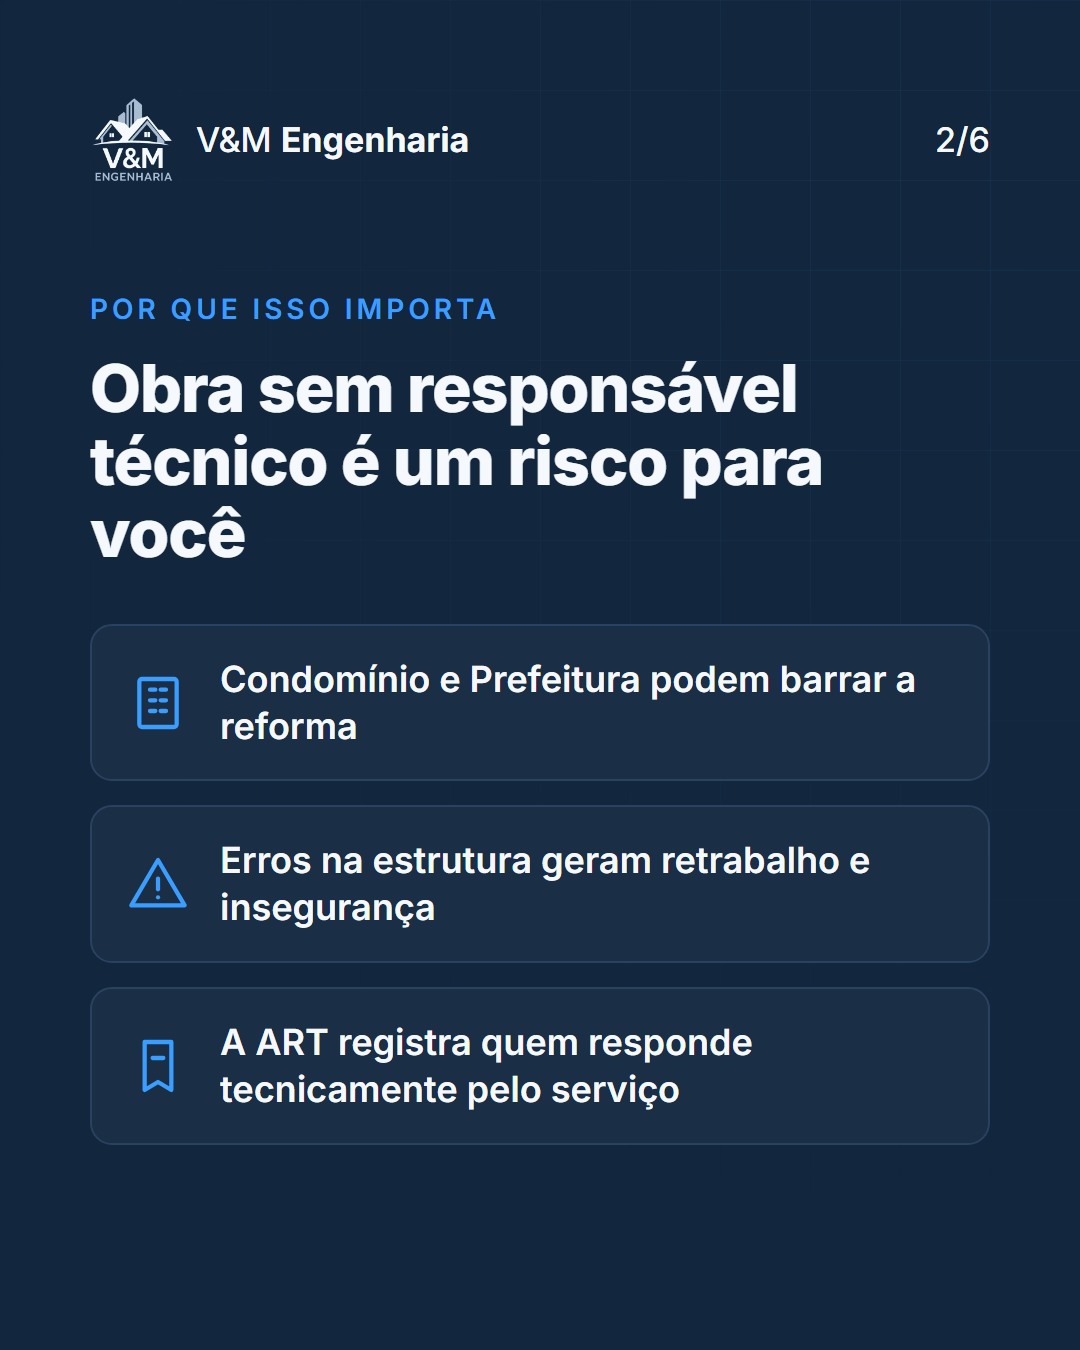 V&M
ENGENHARIA
V&M Engenharia
2/6
POR QUE ISSO IMPORTA
Obra sem responsável
técnico é um risco para
você
Condomínio e Prefeitura podem barrar a
reforma
Erros na estrutura geram retrabalho e
insegurança
A ART registra quem responde
tecnicamente pelo serviço